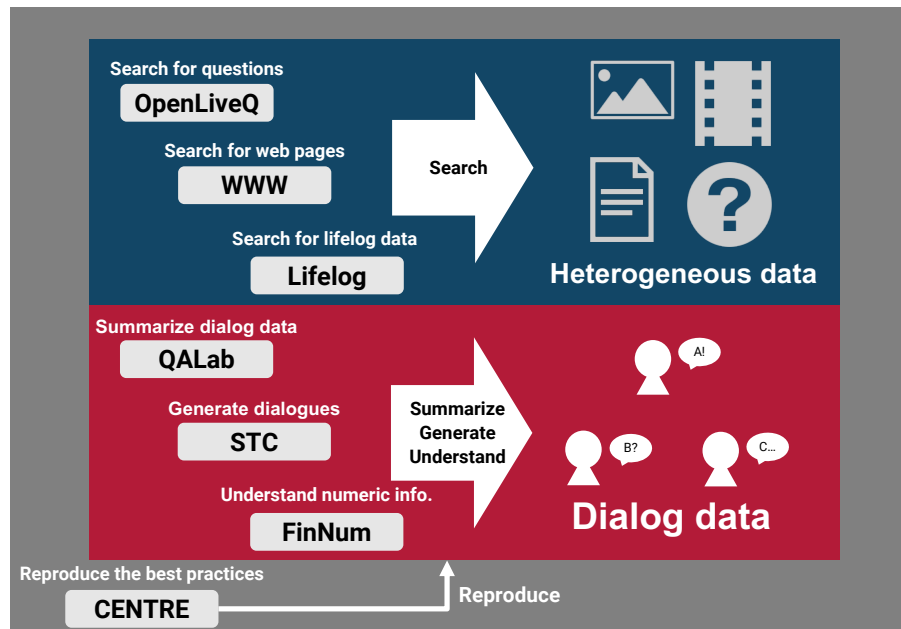 Search for questions
OpenLiveQ
Search for web pages
WWW
Search for lifelog data
Lifelog
Search
Heterogeneous data
Summarize dialog data
QALab
Generate dialogues
STC
Understand numeric info.
FinNum
Summarize
Generate
Understand
A!
B?
C...
Dialog data
Reproduce the best practices
CENTRE
Reproduce
?